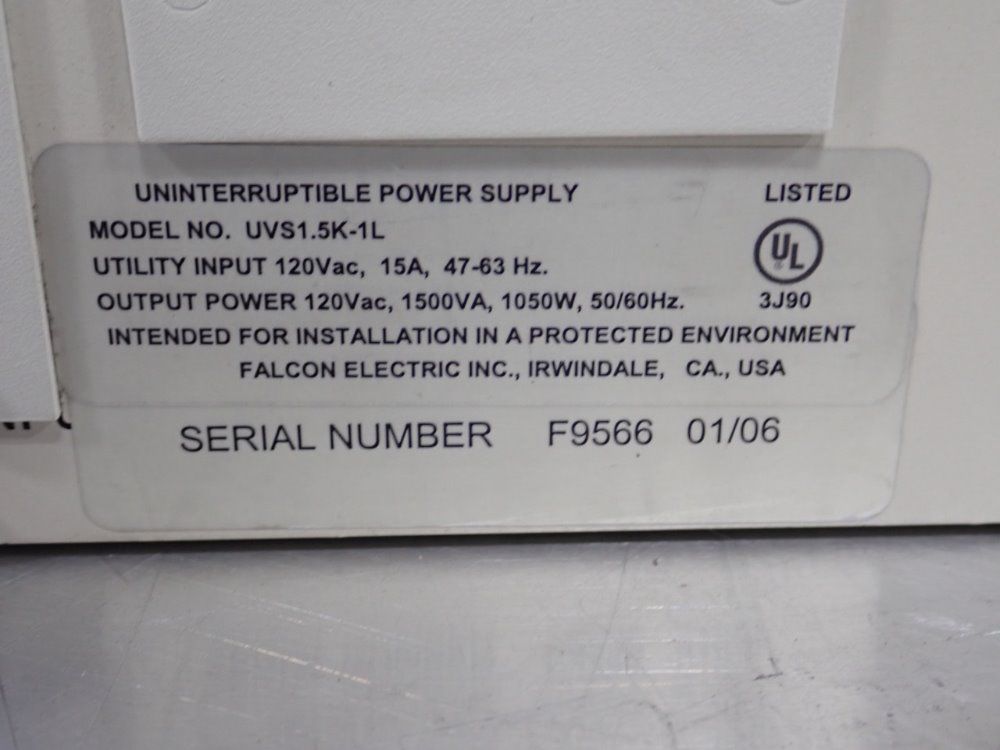 UNINTERRUPTIBLE POWER SUPPLY LISTED
MODEL NO. UVS1.5K-1L
UL
®
UTILITY INPUT 120Vac, 15A, 47-63 Hz.
OUTPUT POWER 120Vac, 1500VA, 1050W, 50/60Hz. 3J90
INTENDED FOR INSTALLATION IN A PROTECTED ENVIRONMENT
FALCON ELECTRIC INC., IRWINDALE, CA., USA
SERIAL NUMBER F9566 01/06